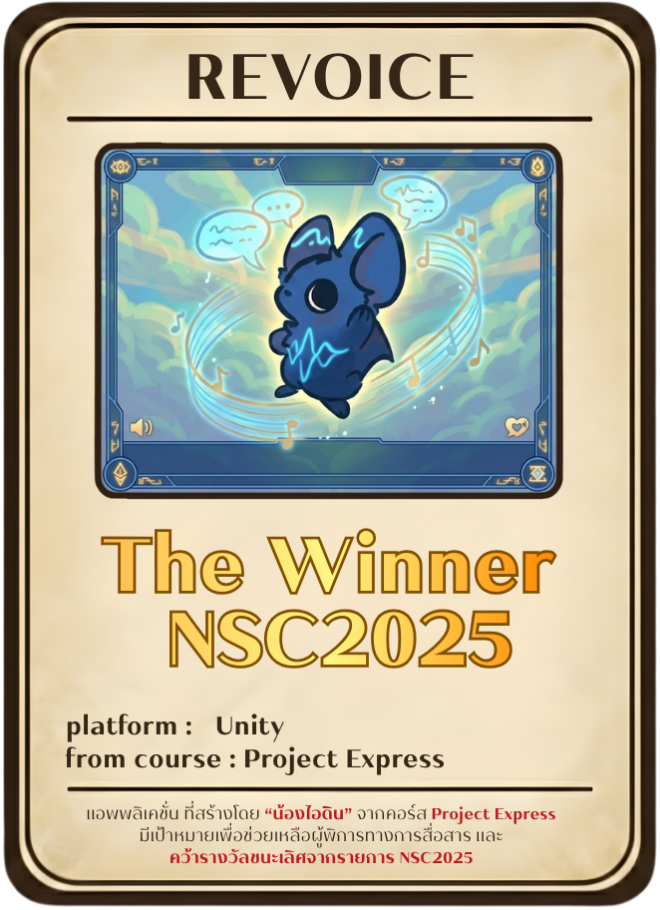 REVOICE
The Winner
NSC2025
platform : Unity
from course : Project Express
แอพพลิเคชั่น ที่สร้างโดย “น้องไอดิน” จากคอร์ส Project Express
มีเป้าหมายเพื่อช่วยเหลือผู้พิการทางการสื่อสาร และ
คว้ารางวัลชนะเลิศจากรายการ NSC2025